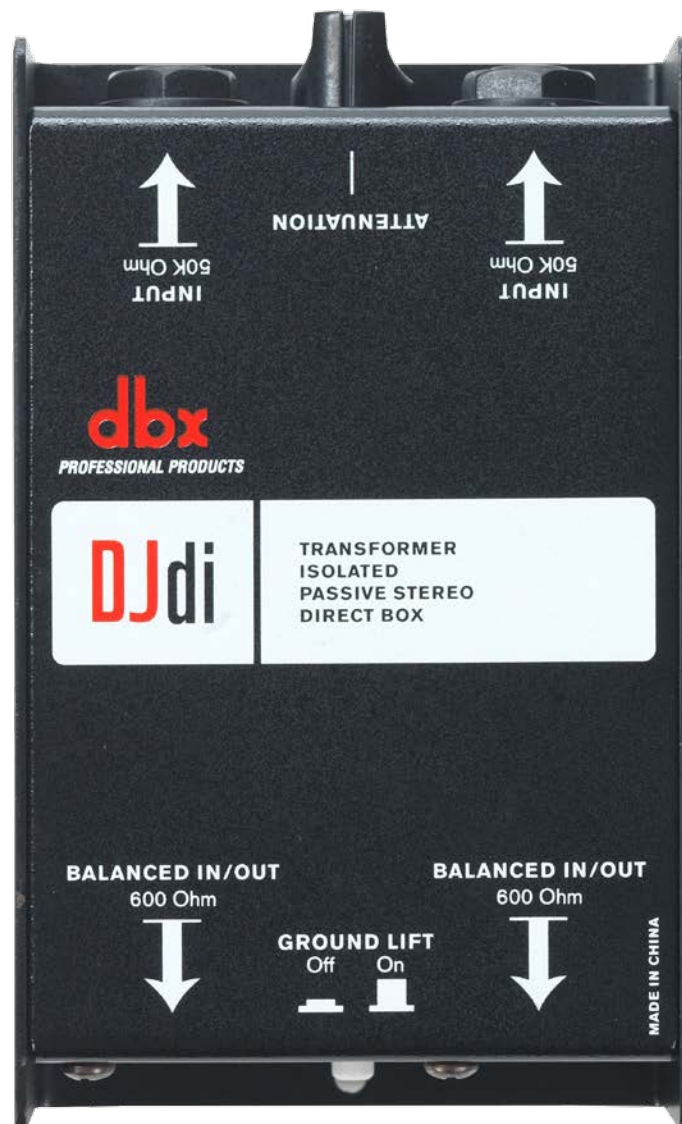 ATTENUATION
50K Ohm
INPUT
50K Ohm
INPUT
dbx
PROFESSIONAL PRODUCTS
DJdi
TRANSFORMER
ISOLATED
PASSIVE STEREO
DIRECT BOX
BALANCED IN/OUT
600 Ohm
BALANCED IN/OUT
600 Ohm
GROUND LIFT
Off On
MADE IN CHINA